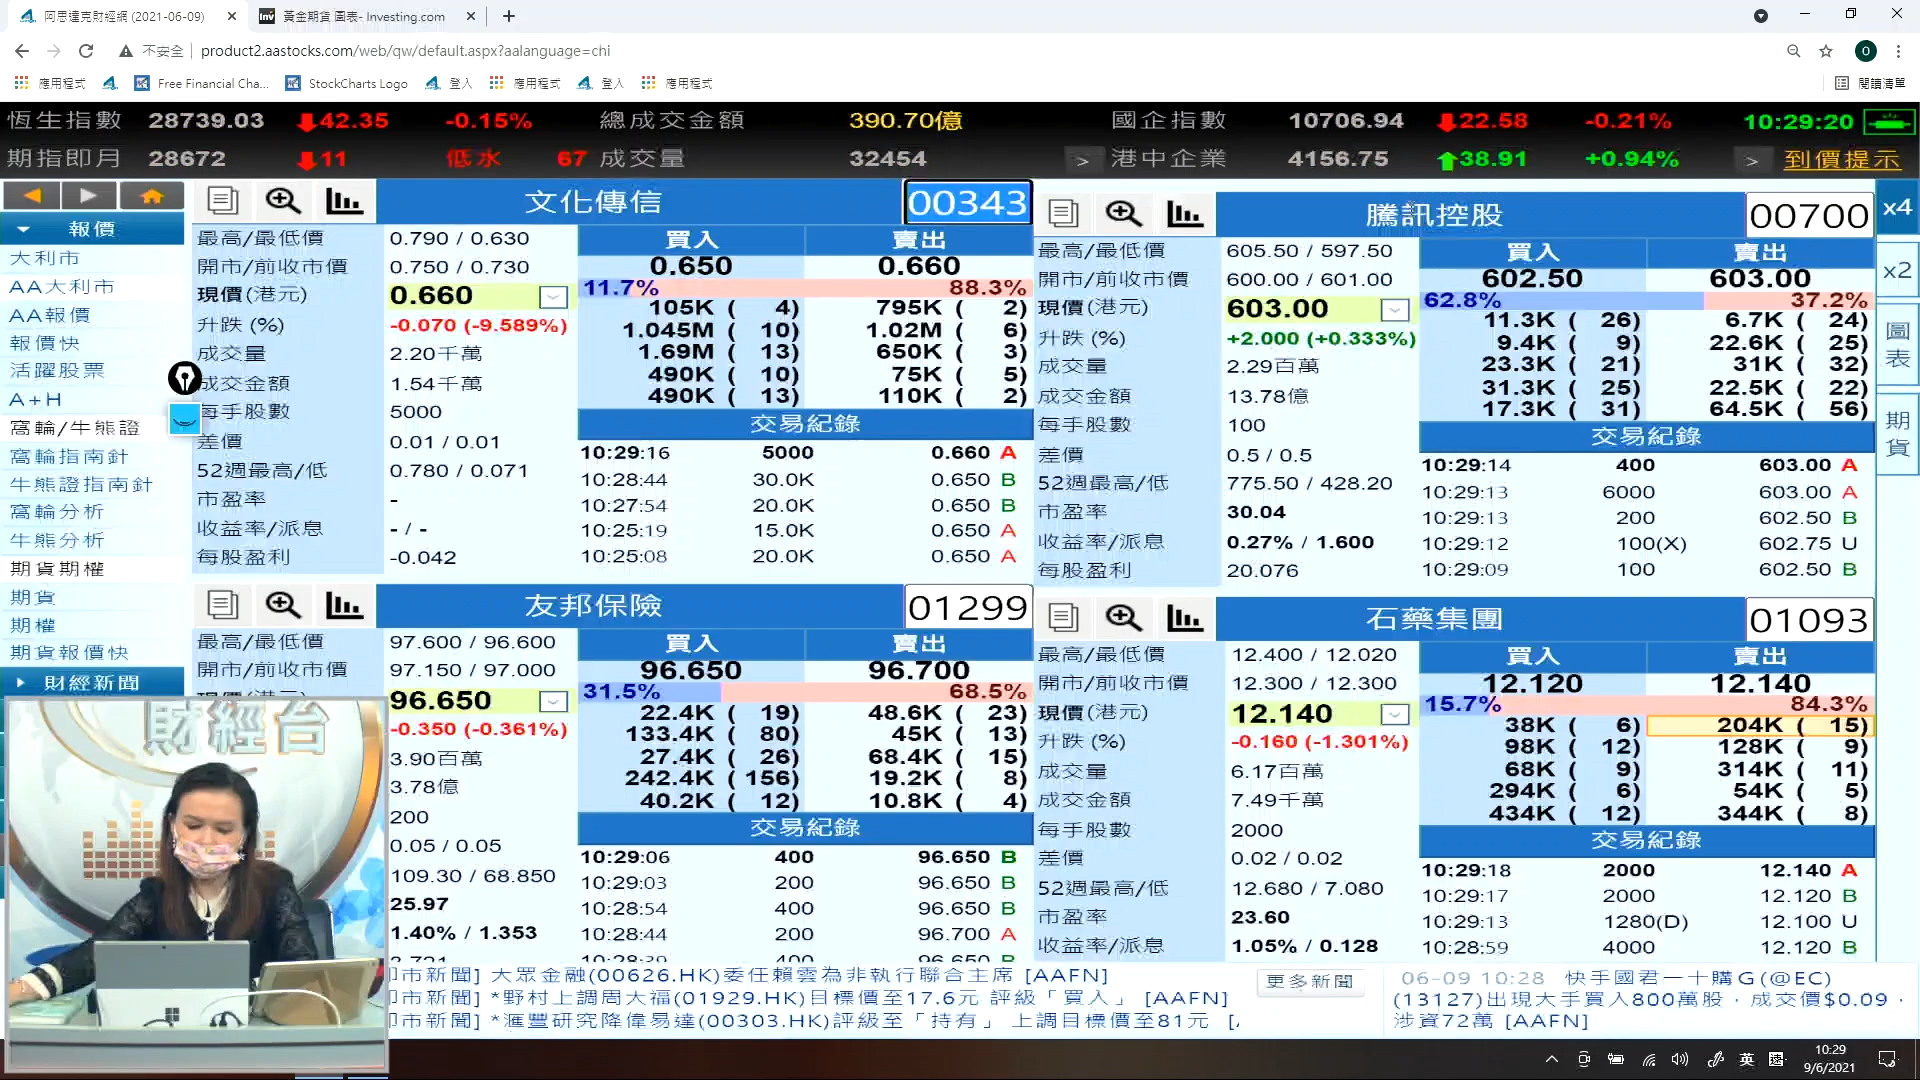 阿思達克財經網 (2021-06-09)
黃金期貨 圖表- Investing.com
不安全
product2.aastocks.com/web/qw/default.aspx?aalanguage=chi
應用程式
Free Financial Cha...
StockCharts Logo
登入
應用程式
登入
應用程式
閱讀清單
恆生指數 28739.03 42.35 -0.15% 總成交金額 390.70億 國企指數 10706.94 22.58 -0.21% 10:29:20
期指即月 28672 11 低水 67 成交量 32454 > 港中企業 4156.75 38.91 +0.94% > 到價提示
報價
大利市
AA大利市
AA報價
報價快
活躍股票
A+H
窩輪/牛熊證
窩輪指南針
牛熊證指南針
窩輪分析
牛熊分析
期貨期權
期貨
期權
期貨報價快
財經新聞
文化傳信 00343
最高/最低價 0.790 / 0.630
開市/前收市價 0.750 / 0.730
現價(港元) 0.660
升跌 (%) -0.070 (-9.589%)
成交量 2.20千萬
成交金額 1.54千萬
每手股數 5000
差價 0.01 / 0.01
52週最高/低 0.780 / 0.071
市盈率 -
收益率/派息 - / -
每股盈利 -0.042
買入 賣出
0.650 0.660
11.7% 88.3%
105K ( 4) 795K ( 2)
1.045M ( 10) 1.02M ( 6)
1.69M ( 13) 650K ( 3)
490K ( 10) 75K ( 5)
490K ( 13) 110K ( 2)
交易紀錄
10:29:16 5000 0.660 A
10:28:44 30.0K 0.650 B
10:27:54 20.0K 0.650 B
10:25:19 15.0K 0.650 A
10:25:08 20.0K 0.650 A
騰訊控股 00700
最高/最低價 605.50 / 597.50
開市/前收市價 600.00 / 601.00
現價(港元) 603.00
升跌 (%) +2.000 (+0.333%)
成交量 2.29百萬
成交金額 13.78億
每手股數 100
差價 0.5 / 0.5
52週最高/低 775.50 / 428.20
市盈率 30.04
收益率/派息 0.27% / 1.600
每股盈利 20.076
買入 賣出
602.50 603.00
62.8% 37.2%
11.3K ( 26) 6.7K ( 24)
9.4K ( 9) 22.6K ( 25)
23.3K ( 21) 31K ( 32)
31.3K ( 25) 22.5K ( 22)
17.3K ( 31) 64.5K ( 56)
交易紀錄
10:29:14 400 603.00 A
10:29:13 6000 603.00 A
10:29:13 200 602.50 B
10:29:12 100(X) 602.75 U
10:29:09 100 602.50 B
x4
x2
圖表
期貨
友邦保險 01299
最高/最低價 97.600 / 96.600
開市/前收市價 97.150 / 97.000
96.650
-0.350 (-0.361%)
3.90百萬
3.78億
200
0.05 / 0.05
109.30 / 68.850
25.97
1.40% / 1.353
買入 賣出
96.650 96.700
31.5% 68.5%
22.4K ( 19) 48.6K ( 23)
133.4K ( 80) 45K ( 13)
27.4K ( 26) 68.4K ( 15)
242.4K ( 156) 19.2K ( 8)
40.2K ( 12) 10.8K ( 4)
交易紀錄
10:29:06 400 96.650 B
10:29:03 200 96.650 B
10:28:54 400 96.650 B
10:28:44 200 96.700 A
石藥集團 01093
最高/最低價 12.400 / 12.020
開市/前收市價 12.300 / 12.300
現價(港元) 12.140
升跌 (%) -0.160 (-1.301%)
成交量 6.17百萬
成交金額 7.49千萬
每手股數 2000
差價 0.02 / 0.02
52週最高/低 12.680 / 7.080
市盈率 23.60
收益率/派息 1.05% / 0.128
買入 賣出
12.120 12.140
15.7% 84.3%
38K ( 6) 204K ( 15)
98K ( 12) 128K ( 9)
68K ( 9) 314K ( 11)
294K ( 6) 54K ( 5)
434K ( 12) 344K ( 8)
交易紀錄
10:29:18 2000 12.140 A
10:29:17 2000 12.120 B
10:29:13 1280(D) 12.100 U
10:28:59 4000 12.120 B
財經台
市新聞] 大眾金融(00626.HK)委任賴雲為非執行聯合主席 [AAFN]
市新聞] *野村上調周大福(01929.HK)目標價至17.6元 評級「買入」 [AAFN]
市新聞] *滙豐研究降偉易達(00303.HK)評級至「持有」 上調目標價至81元
更多新聞
06-09 10:28 快手國君一十購G(@EC)
(13127)出現大手買入800萬股，成交價$0.09，
涉資72萬 [AAFN]
英
10:29
9/6/2021